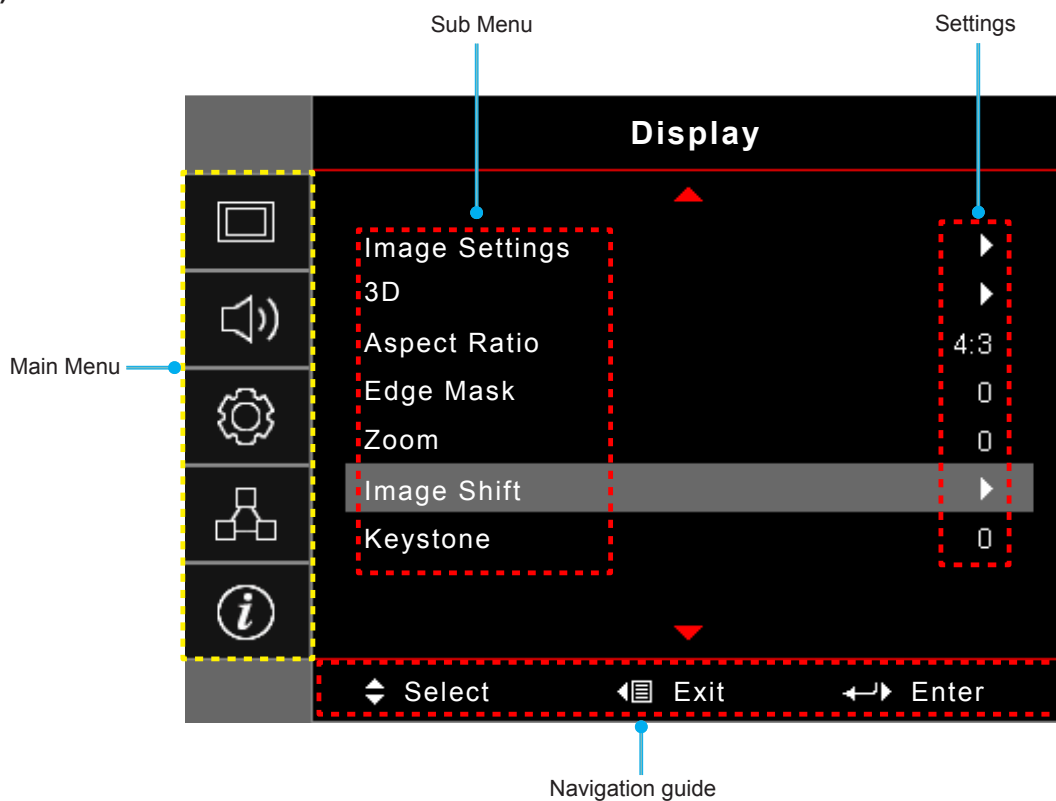 Sub Menu
Settings
Display
Image Settings
3D
Aspect Ratio 4:3
Edge Mask 0
Zoom 0
Image Shift
Keystone 0
Main Menu
i
Select Exit Enter
Navigation guide